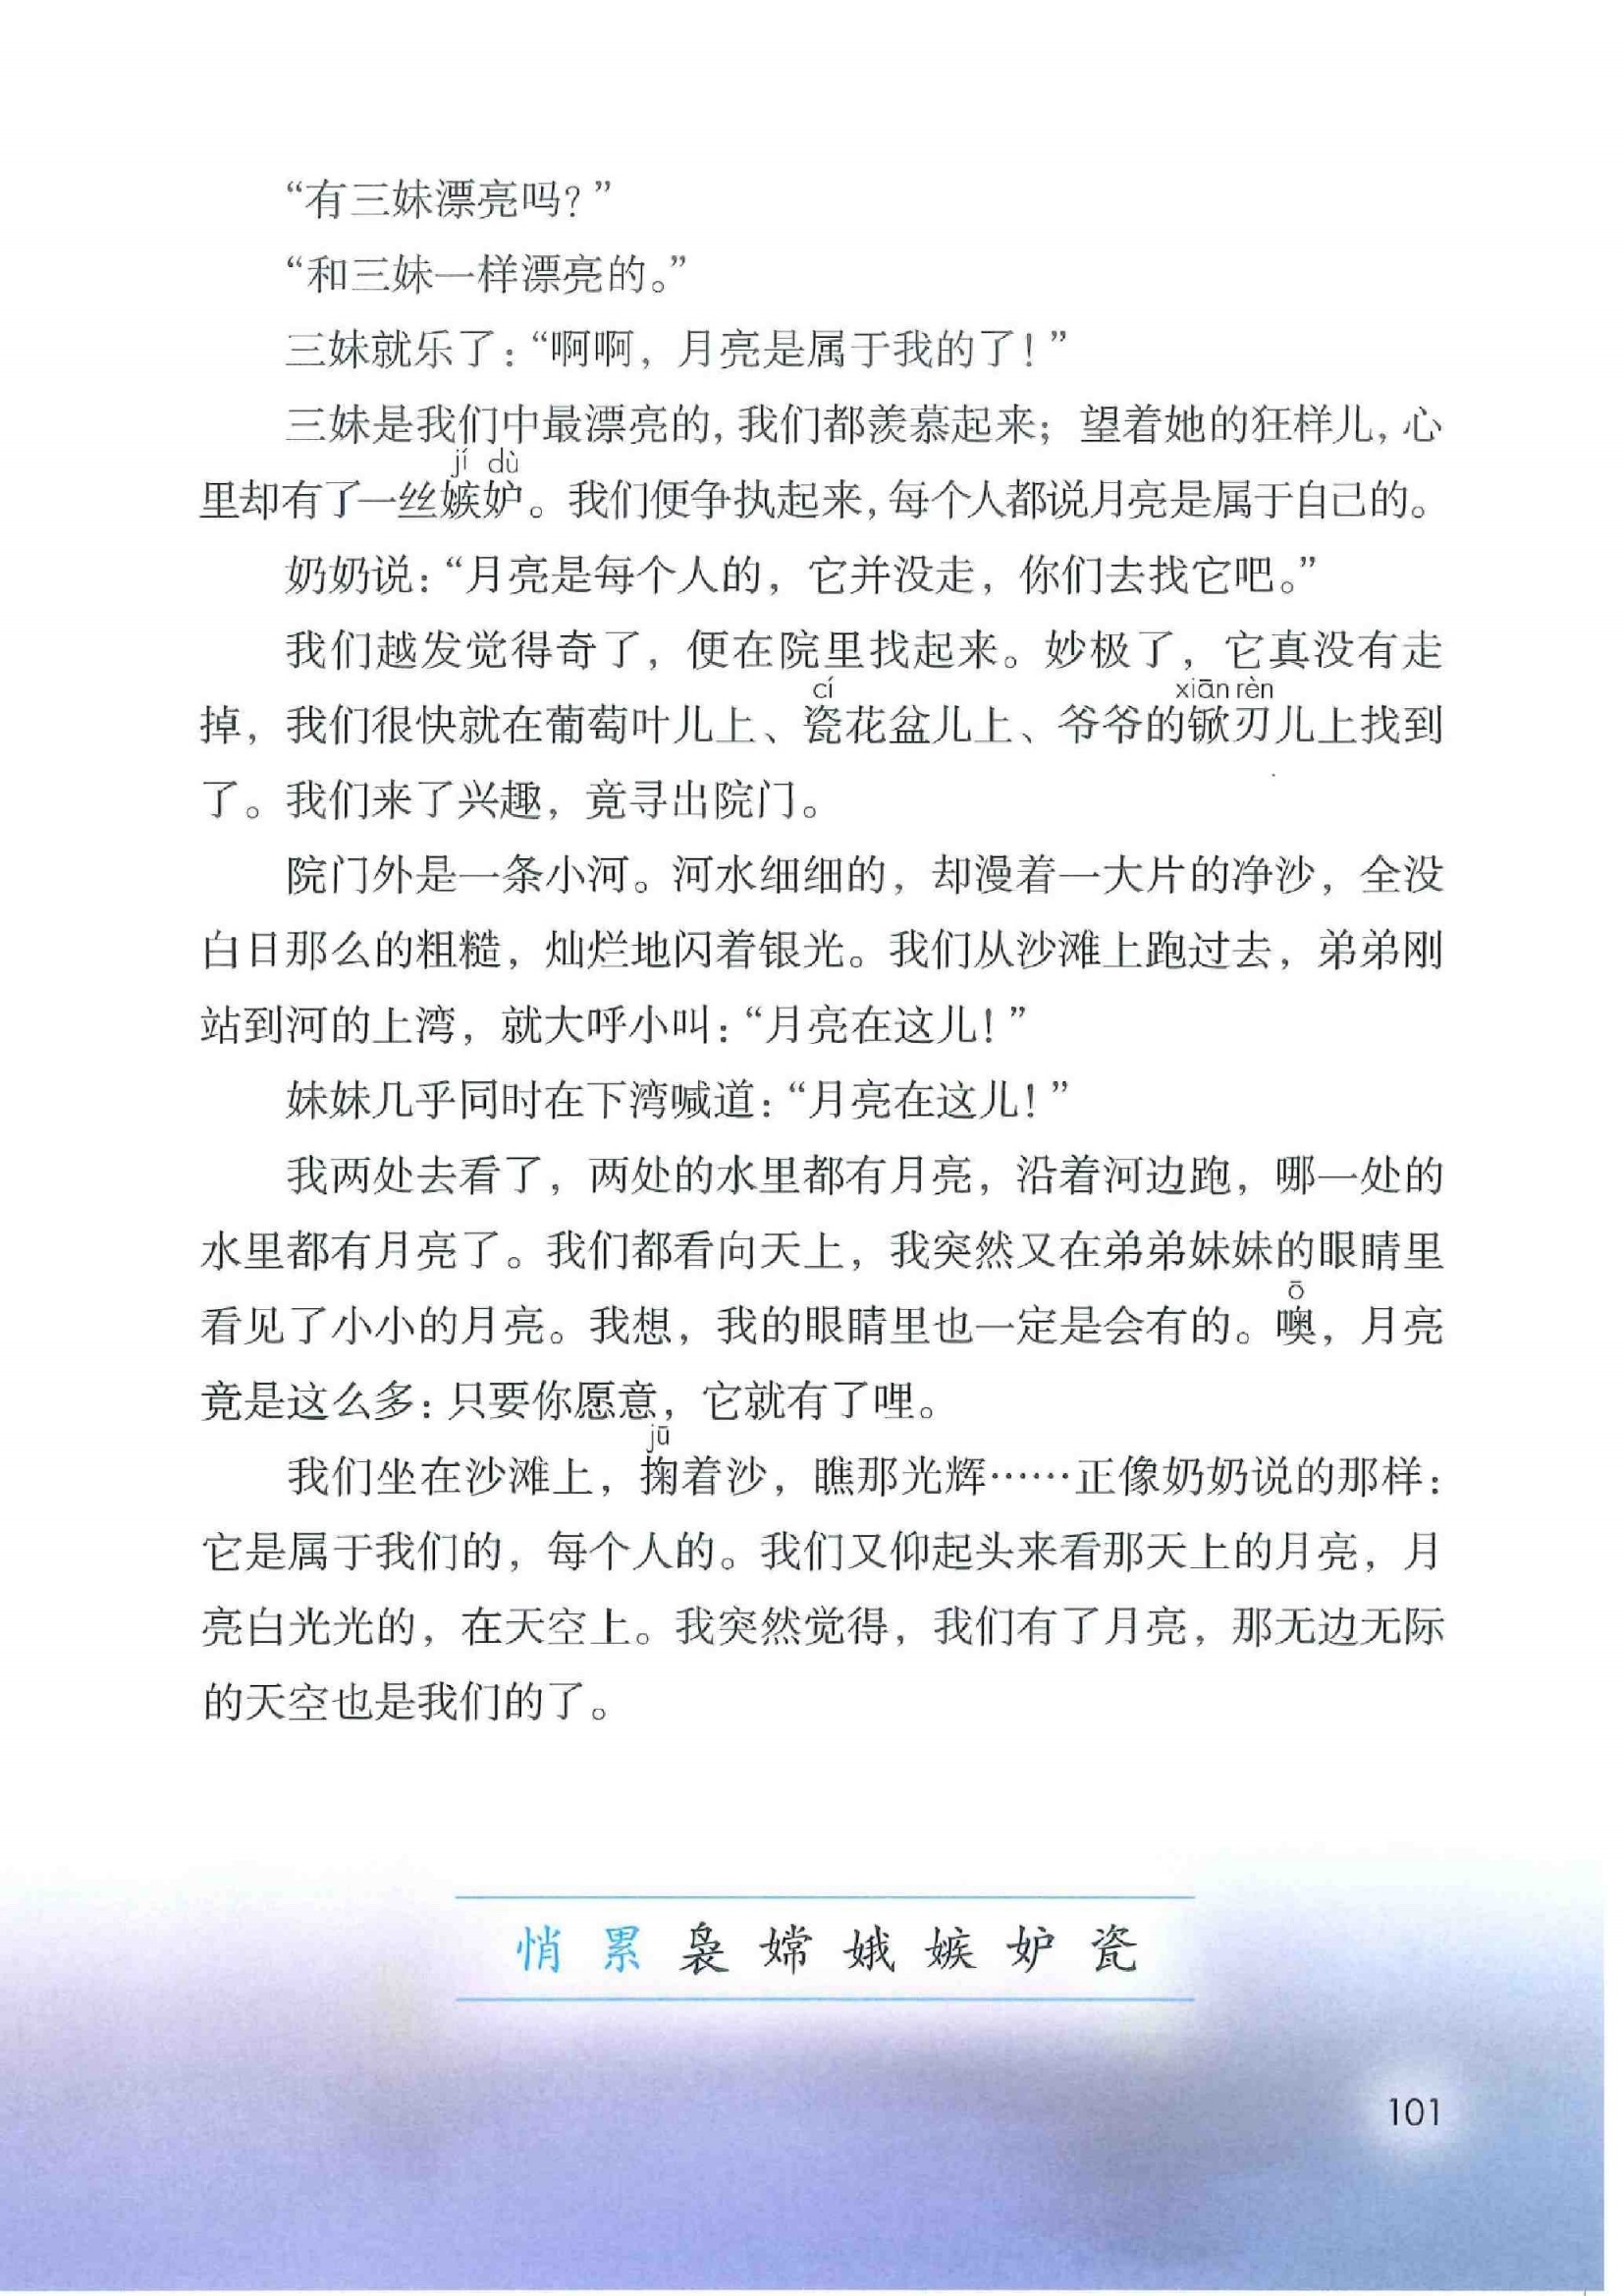 “有三妹漂亮吗？”
“和三妹一样漂亮的。”
三妹就乐了：“啊啊，月亮是属于我的了！”
三妹是我们中最漂亮的，我们都羡慕起来；望着她的狂样儿，心
jí dù
里却有了一丝嫉妒。我们便争执起来，每个人都说月亮是属于自己的。
奶奶说：“月亮是每个人的，它并没走，你们去找它吧。”
我们越发觉得奇了，便在院里找起来。妙极了，它真没有走
cí xiān rèn
掉，我们很快就在葡萄叶儿上、瓷花盆儿上、爷爷的锨刃儿上找到
了。我们来了兴趣，竟寻出院门。
院门外是一条小河。河水细细的，却漫着一大片的净沙，全没
白日那么的粗糙，灿烂地闪着银光。我们从沙滩上跑过去，弟弟刚
站到河的上湾，就大呼小叫：“月亮在这儿！”
妹妹几乎同时在下湾喊道：“月亮在这儿！”
我两处去看了，两处的水里都有月亮，沿着河边跑，哪一处的
水里都有月亮了。我们都看向天上，我突然又在弟弟妹妹的眼睛里
ō
看见了小小的月亮。我想，我的眼睛里也一定是会有的。噢，月亮
竟是这么多：只要你愿意，它就有了哩。
jū
我们坐在沙滩上，掬着沙，瞧那光辉……正像奶奶说的那样：
它是属于我们的，每个人的。我们又仰起头来看那天上的月亮，月
亮白光光的，在天空上。我突然觉得，我们有了月亮，那无边无际
的天空也是我们的了。
悄 累 袅 嫦 娥 嫉 妒 瓷
101